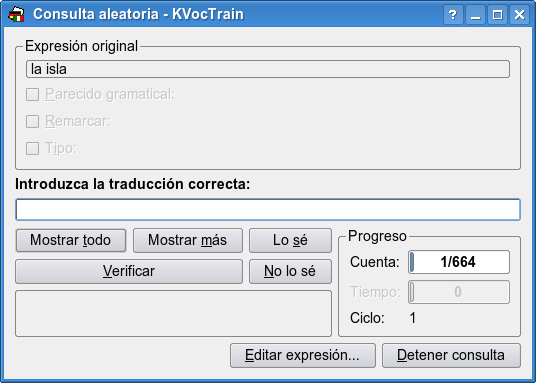 Consulta aleatoria - KVocTrain
Expresión original
la isla
Parecido gramatical:
Remarcar:
Tipo:
Introduzca la traducción correcta:
Mostrar todo Mostrar más Lo sé
Verificar No lo sé
Progreso
Cuenta: 1/664
Tiempo: 0
Ciclo: 1
Editar expresión... Detener consulta